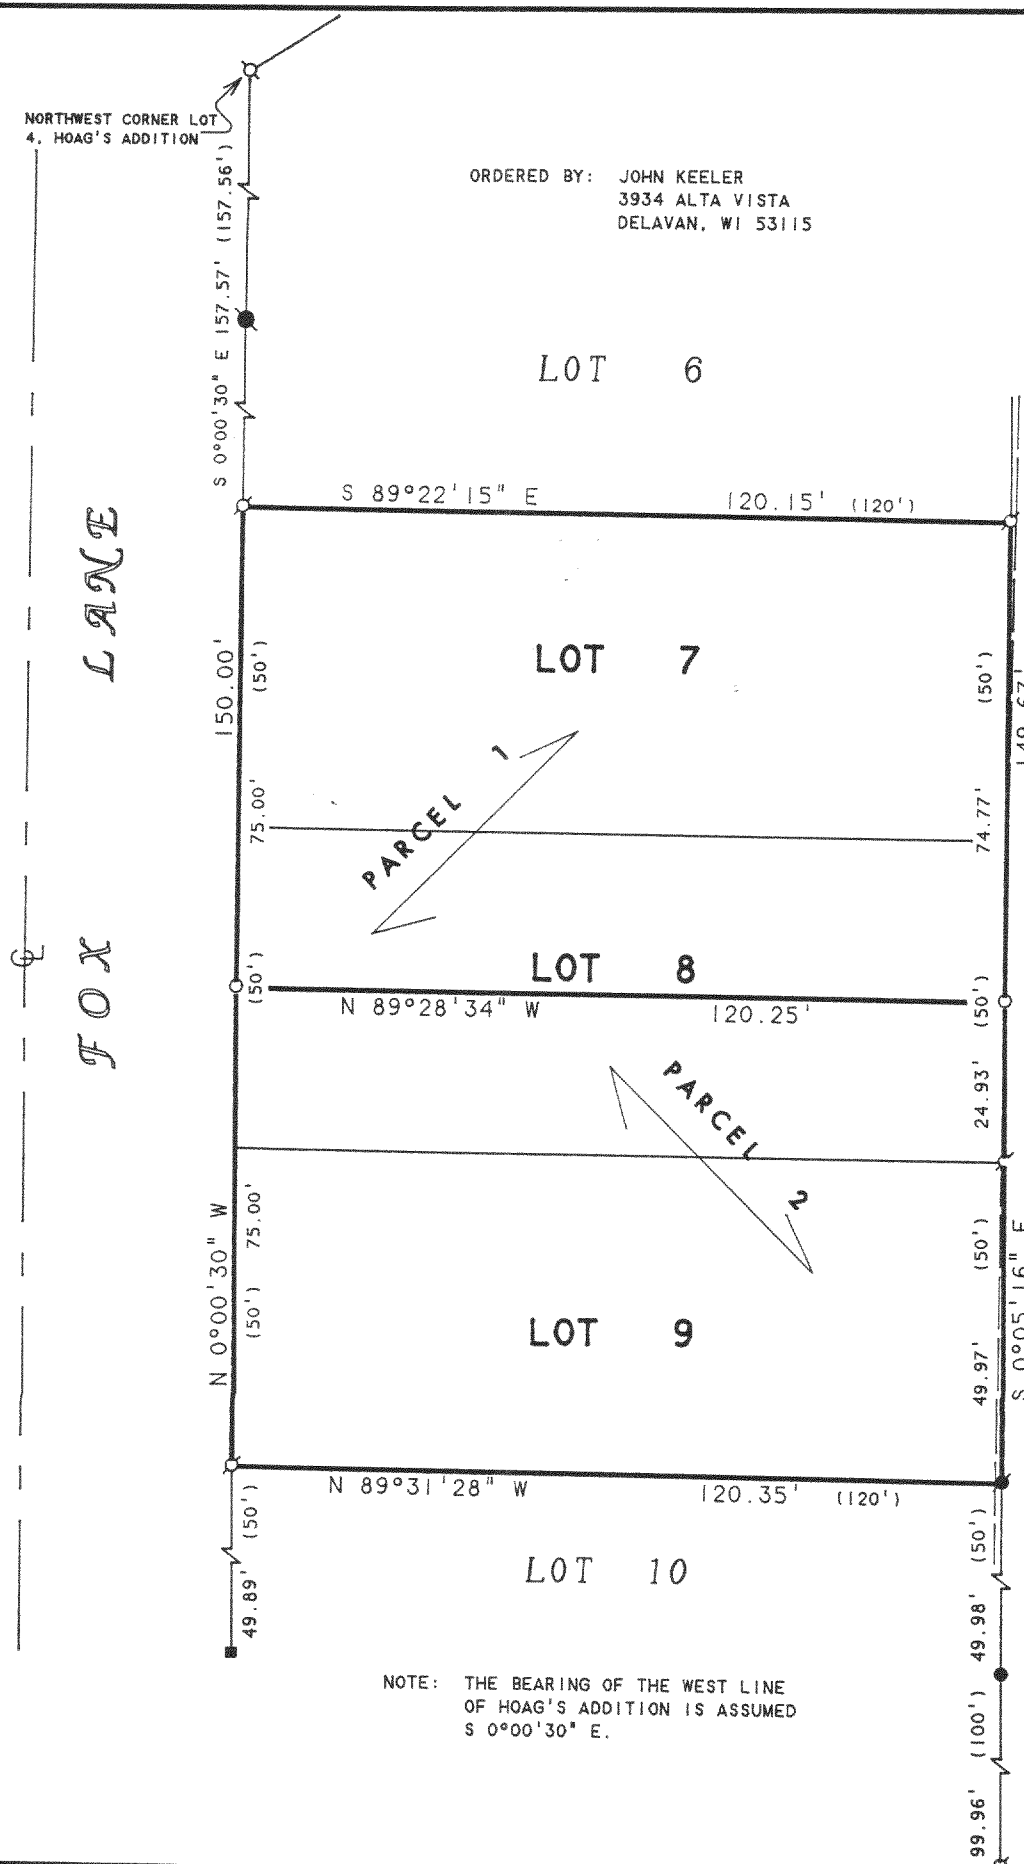 NORTHWEST CORNER LOT
4, HOAG'S ADDITION
ORDERED BY: JOHN KEELER
3934 ALTA VISTA
DELAVAN, WI 53115
S 0°00'30" E 157.57' (157.56')
LOT 6
S 89°22'15" E 120.15' (120')
FOX LANE
150.00'
(50')
LOT 7
(50')
PARCEL 1
75.00'
74.77'
(50')
LOT 8
(50')
N 89°28'34" W 120.25'
24.93'
PARCEL 2
N 0°00'30" W
75.00'
(50')
(50')
S 0°05'16" E
LOT 9
49.97'
N 89°31'28" W 120.35' (120')
49.89' (50')
LOT 10
49.98' (50')
NOTE: THE BEARING OF THE WEST LINE
OF HOAG'S ADDITION IS ASSUMED
S 0°00'30" E.
99.96' (100')